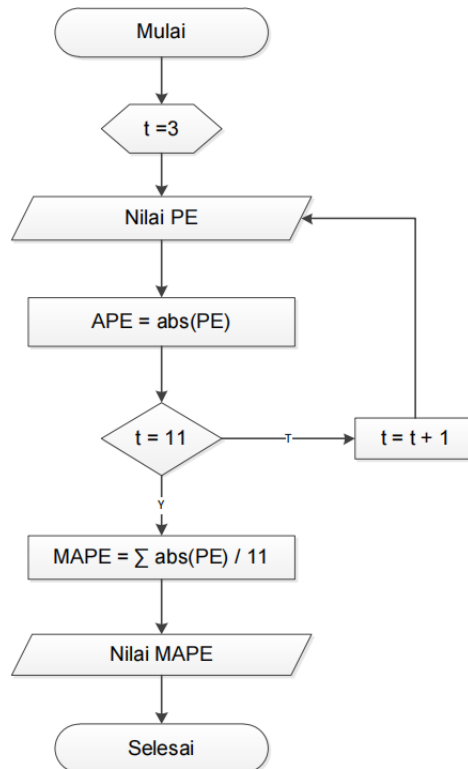 Mulai
t =3
Nilai PE
APE = abs(PE)
t = 11
T
t = t + 1
Y
MAPE = ∑ abs(PE) / 11
Nilai MAPE
Selesai